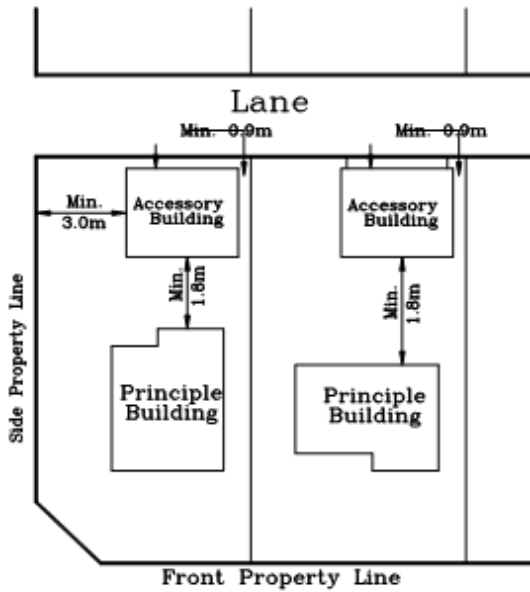 Lane
Min. 0.9m
Min. 0.9m
Min.
3.0m
Accessory
Building
Accessory
Building
Min.
1.8m
Min.
1.8m
Side Property Line
Principle
Building
Principle
Building
Front Property Line